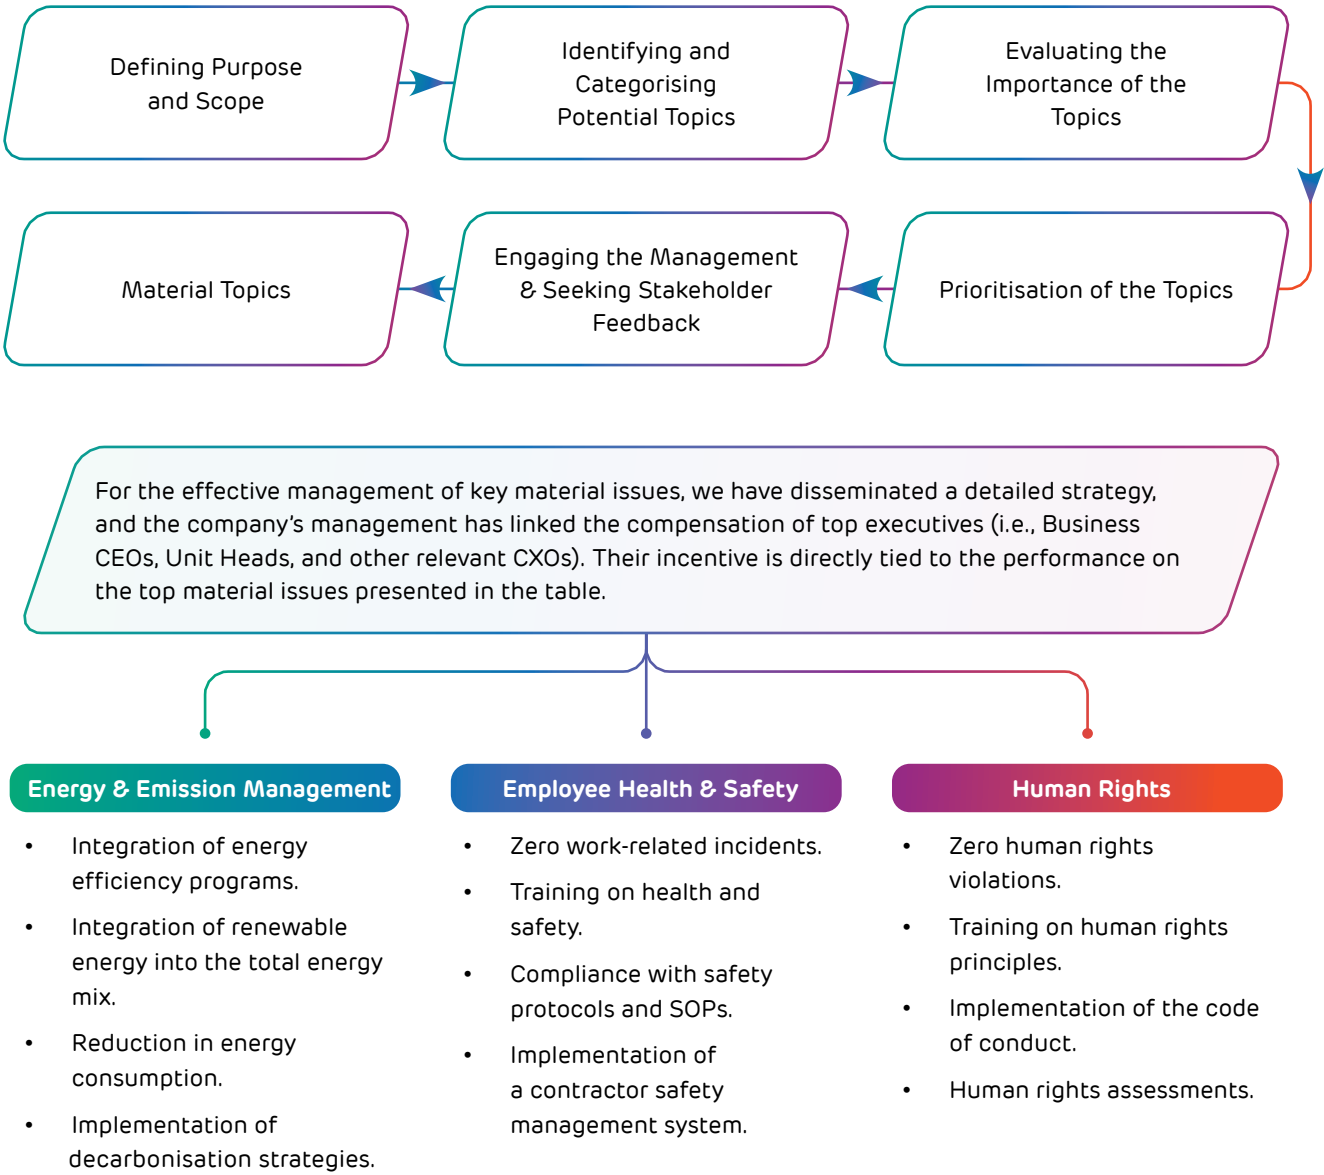 Defining Purpose
and Scope
Identifying and
Categorising
Potential Topics
Evaluating the
Importance of the
Topics
Material Topics
Engaging the Management
& Seeking Stakeholder
Feedback
Prioritisation of the Topics
For the effective management of key material issues, we have disseminated a detailed strategy,
and the company's management has linked the compensation of top executives (i.e., Business
CEOs, Unit Heads, and other relevant CXOs). Their incentive is directly tied to the performance on
the top material issues presented in the table.
Energy & Emission Management
• Integration of energy
efficiency programs.
• Integration of renewable
energy into the total energy
mix.
• Reduction in energy
consumption.
• Implementation of
decarbonisation strategies.
Employee Health & Safety
• Zero work-related incidents.
• Training on health and
safety.
• Compliance with safety
protocols and SOPs.
• Implementation of
a contractor safety
management system.
Human Rights
• Zero human rights
violations.
• Training on human rights
principles.
• Implementation of the code
of conduct.
• Human rights assessments.